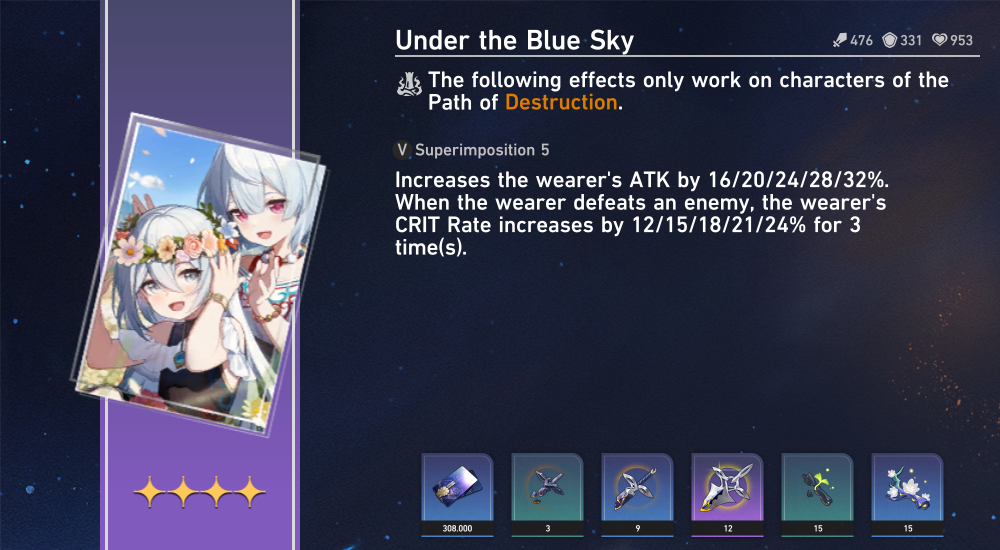 Under the Blue Sky
476 331 953
The following effects only work on characters of the
Path of Destruction.
V Superimposition 5
Increases the wearer's ATK by 16/20/24/28/32%.
When the wearer defeats an enemy, the wearer's
CRIT Rate increases by 12/15/18/21/24% for 3
time(s).
308.000 3 9 12 15 15